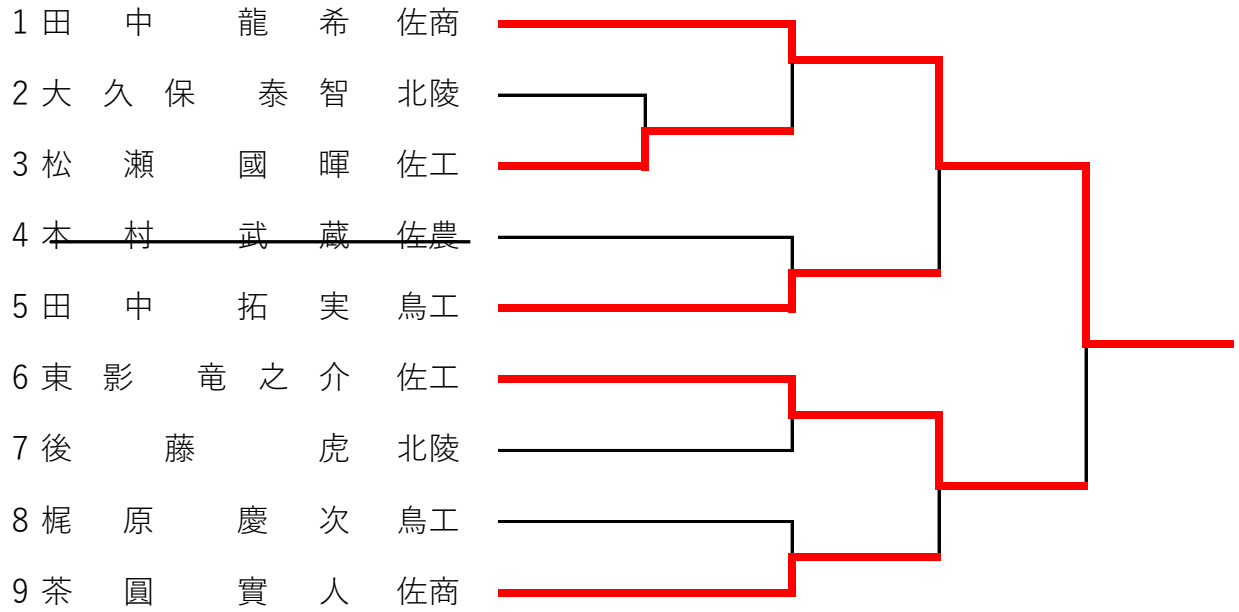 1 田中 龍希 佐商
2 大久保 泰智 北陵
3 松瀬 國暉 佐工
4 木村 武蔵 佐農
5 田中 拓実 鳥工
6 東影 竜之介 佐工
7 後藤 虎 北陵
8 梶原 慶次 鳥工
9 茶圓 實人 佐商